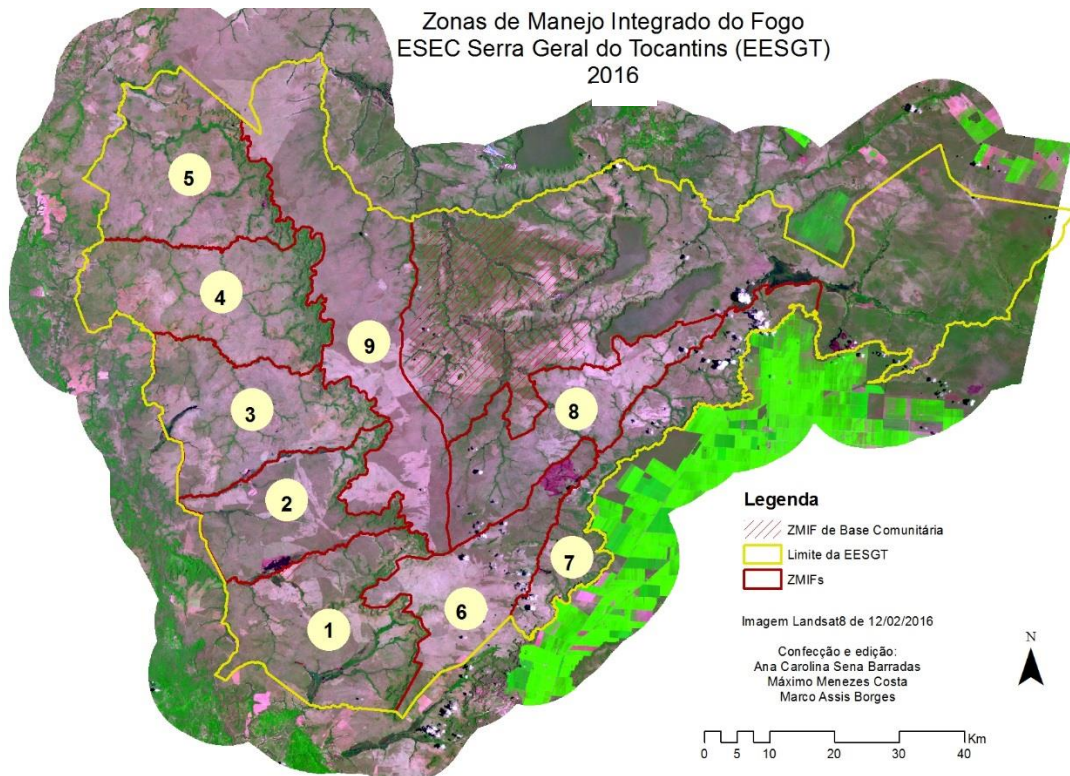 Zonas de Manejo Integrado do Fogo
ESEC Serra Geral do Tocantins (EESGT)
2016
5
4
9
3
8
2
7
6
1
Legenda
ZMIF de Base Comunitária
Limite da EESGT
ZMIFs
Imagem Landsat8 de 12/02/2016
Confecção e edição:
Ana Carolina Sena Barradas
Máximo Menezes Costa
Marco Assis Borges
N
Km
0 5 10 20 30 40